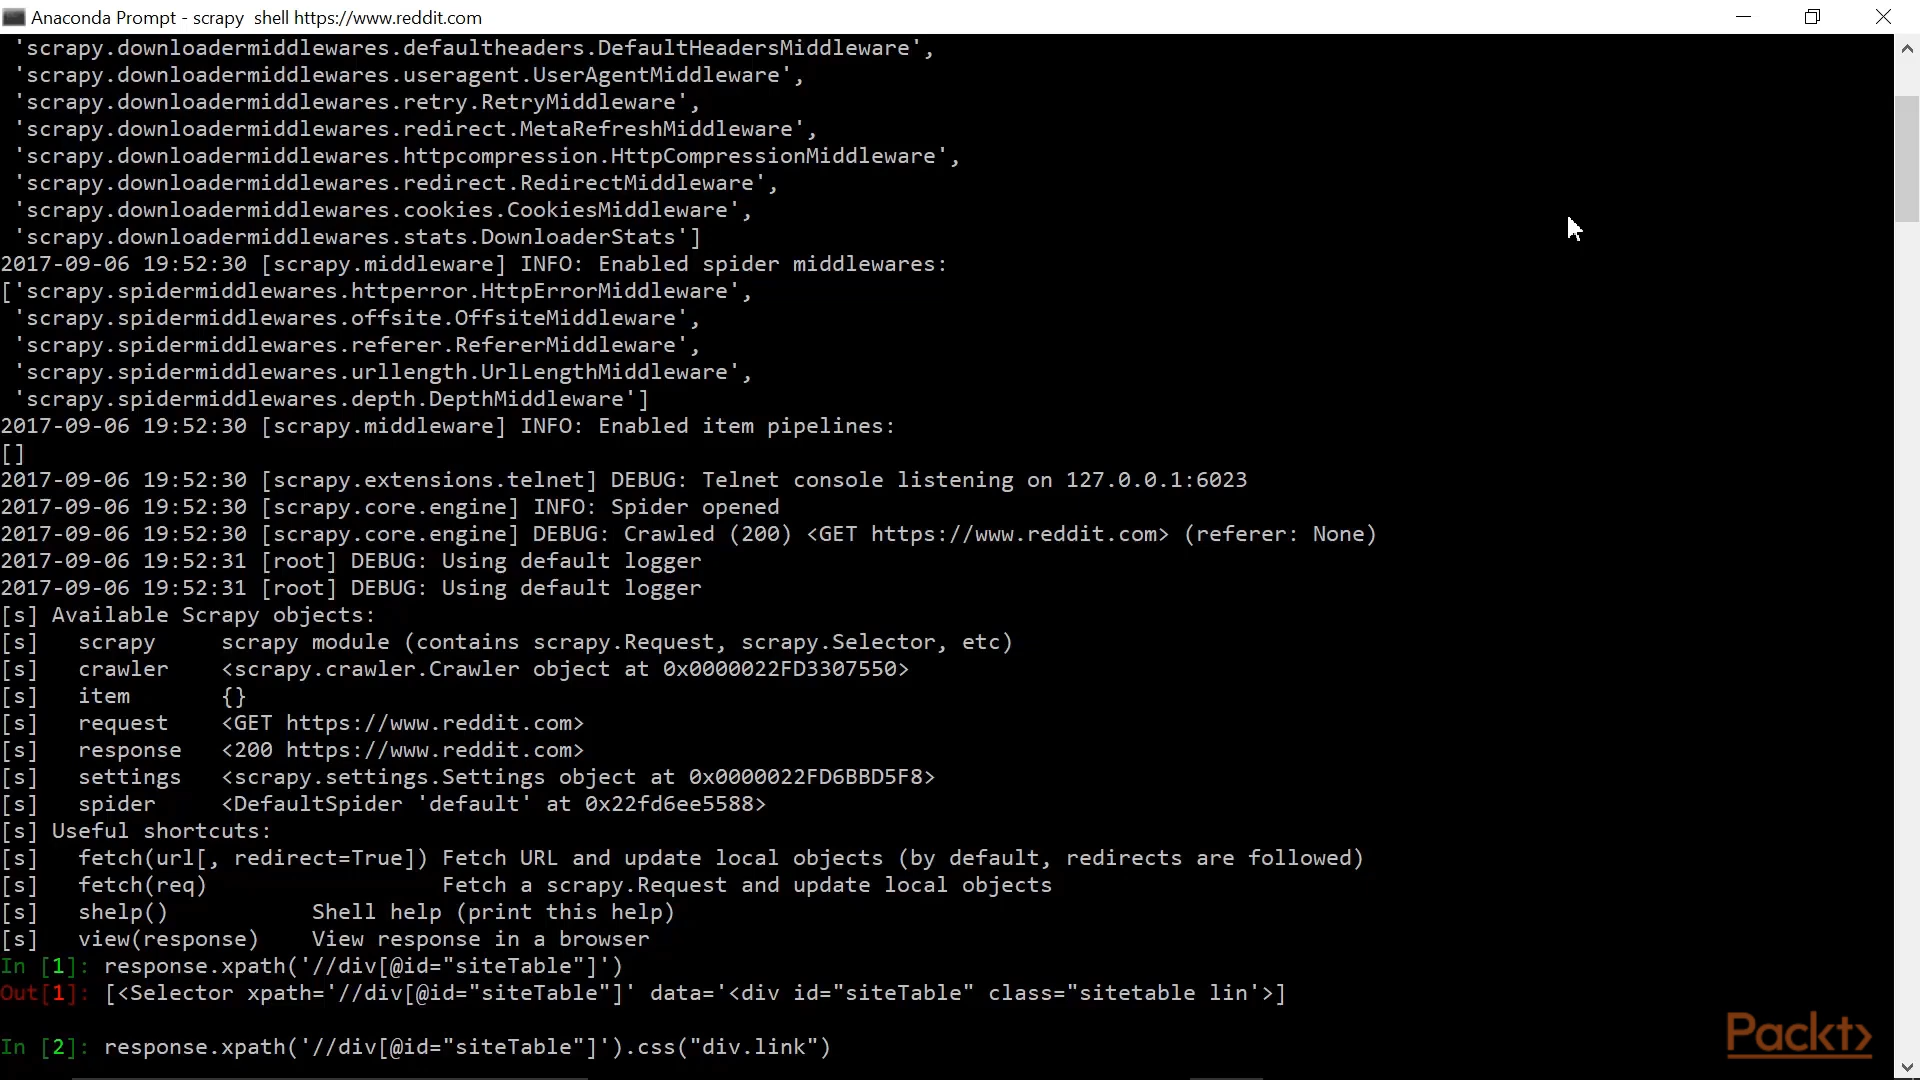 Anaconda Prompt - scrapy  shell https://www.reddit.com
 'scrapy.downloadermiddlewares.defaultheaders.DefaultHeadersMiddleware',
 'scrapy.downloadermiddlewares.useragent.UserAgentMiddleware',
 'scrapy.downloadermiddlewares.retry.RetryMiddleware',
 'scrapy.downloadermiddlewares.redirect.MetaRefreshMiddleware',
 'scrapy.downloadermiddlewares.httpcompression.HttpCompressionMiddleware',
 'scrapy.downloadermiddlewares.redirect.RedirectMiddleware',
 'scrapy.downloadermiddlewares.cookies.CookiesMiddleware',
 'scrapy.downloadermiddlewares.stats.DownloaderStats']
2017-09-06 19:52:30 [scrapy.middleware] INFO: Enabled spider middlewares:
['scrapy.spidermiddlewares.httperror.HttpErrorMiddleware',
 'scrapy.spidermiddlewares.offsite.OffsiteMiddleware',
 'scrapy.spidermiddlewares.referer.RefererMiddleware',
 'scrapy.spidermiddlewares.urllength.UrlLengthMiddleware',
 'scrapy.spidermiddlewares.depth.DepthMiddleware']
2017-09-06 19:52:30 [scrapy.middleware] INFO: Enabled item pipelines:
[]
2017-09-06 19:52:30 [scrapy.extensions.telnet] DEBUG: Telnet console listening on 127.0.0.1:6023
2017-09-06 19:52:30 [scrapy.core.engine] INFO: Spider opened
2017-09-06 19:52:30 [scrapy.core.engine] DEBUG: Crawled (200) <GET https://www.reddit.com> (referer: None)
2017-09-06 19:52:31 [root] DEBUG: Using default logger
2017-09-06 19:52:31 [root] DEBUG: Using default logger
[s] Available Scrapy objects:
[s]   scrapy     scrapy module (contains scrapy.Request, scrapy.Selector, etc)
[s]   crawler    <scrapy.crawler.Crawler object at 0x0000022FD3307550>
[s]   item       {}
[s]   request    <GET https://www.reddit.com>
[s]   response   <200 https://www.reddit.com>
[s]   settings   <scrapy.settings.Settings object at 0x0000022FD6BBD5F8>
[s]   spider     <DefaultSpider 'default' at 0x22fd6ee5588>
[s] Useful shortcuts:
[s]   fetch(url[, redirect=True]) Fetch URL and update local objects (by default, redirects are followed)
[s]   fetch(req)                  Fetch a scrapy.Request and update local objects
[s]   shelp()           Shell help (print this help)
[s]   view(response)    View response in a browser
In [1]: response.xpath('//div[@id="siteTable"]')
Out[1]: [<Selector xpath='//div[@id="siteTable"]' data='<div id="siteTable" class="sitetable lin'>]
In [2]: response.xpath('//div[@id="siteTable"]').css("div.link")
Packt>